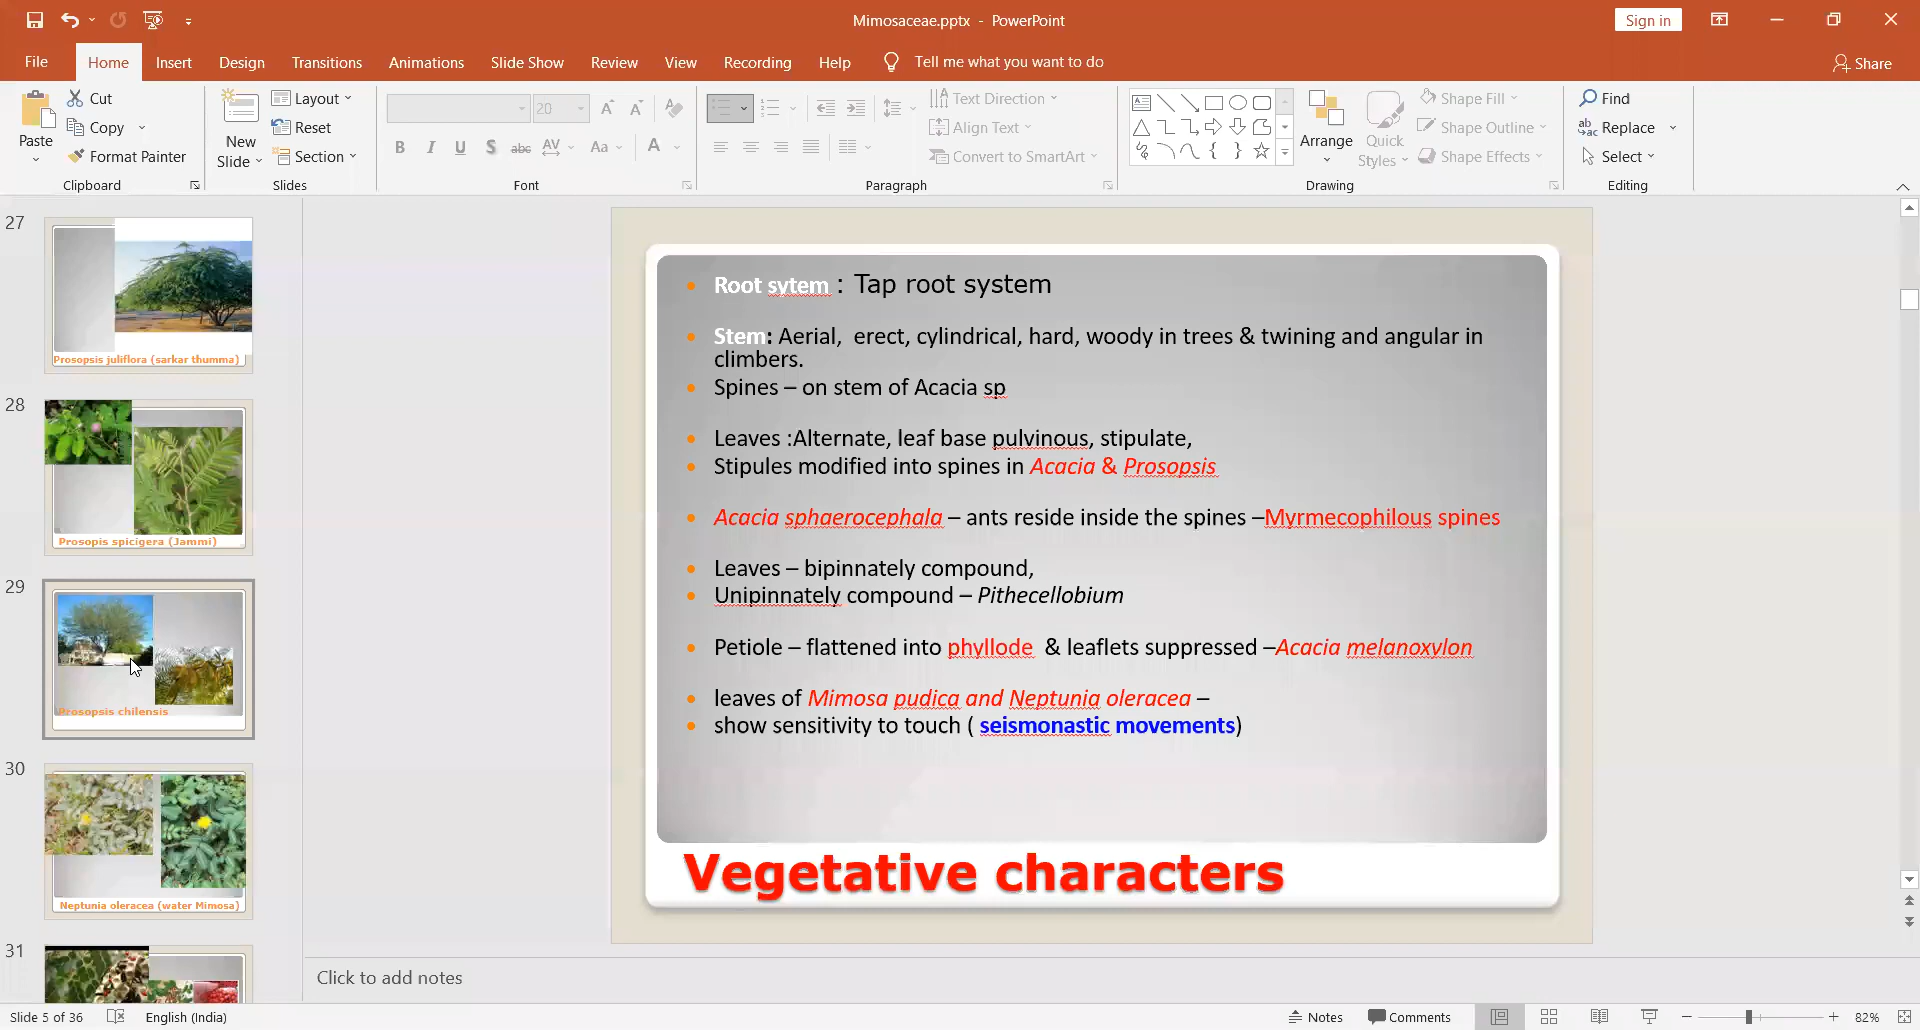 Mimosaceae.pptx - PowerPoint
Sign in
File Home Insert Design Transitions Animations Slide Show Review View Recording Help Tell me what you want to do Share
Paste
Cut
Copy
Format Painter
Clipboard
New Slide
Layout
Reset
Section
Slides
20
B I U S abc AV Aa A
Font
Text Direction
Align Text
Convert to SmartArt
Paragraph
Arrange
Quick Styles
Shape Fill
Shape Outline
Shape Effects
Drawing
Find
Replace
Select
Editing
27
Prosopsis juliflora (sarkar thumma)
28
Prosopis spicigera (Jammi)
29
Prosopsis chilensis
30
Neptunia oleracea (water Mimosa)
31
• Root sytem : Tap root system
• Stem: Aerial, erect, cylindrical, hard, woody in trees & twining and angular in
climbers.
• Spines – on stem of Acacia sp
• Leaves :Alternate, leaf base pulvinous, stipulate,
• Stipules modified into spines in Acacia & Prosopsis
• Acacia sphaerocephala – ants reside inside the spines –Myrmecophilous spines
• Leaves – bipinnately compound,
• Unipinnately compound – Pithecellobium
• Petiole – flattened into phyllode & leaflets suppressed –Acacia melanoxylon
• leaves of Mimosa pudica and Neptunia oleracea –
• show sensitivity to touch ( seismonastic movements)
Vegetative characters
Click to add notes
Slide 5 of 36 English (India) Notes Comments 82%